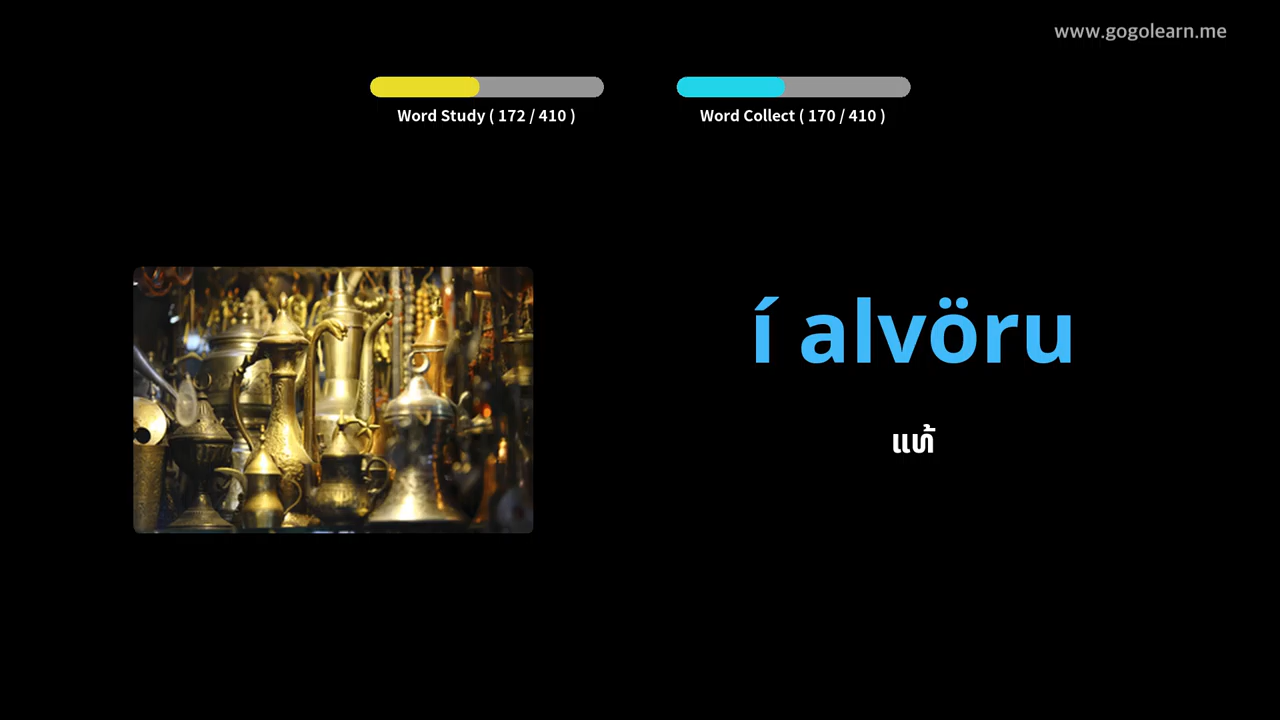 www.gogolearn.me
Word Study ( 172 / 410 )
Word Collect ( 170 / 410 )
í alvöru
แท้